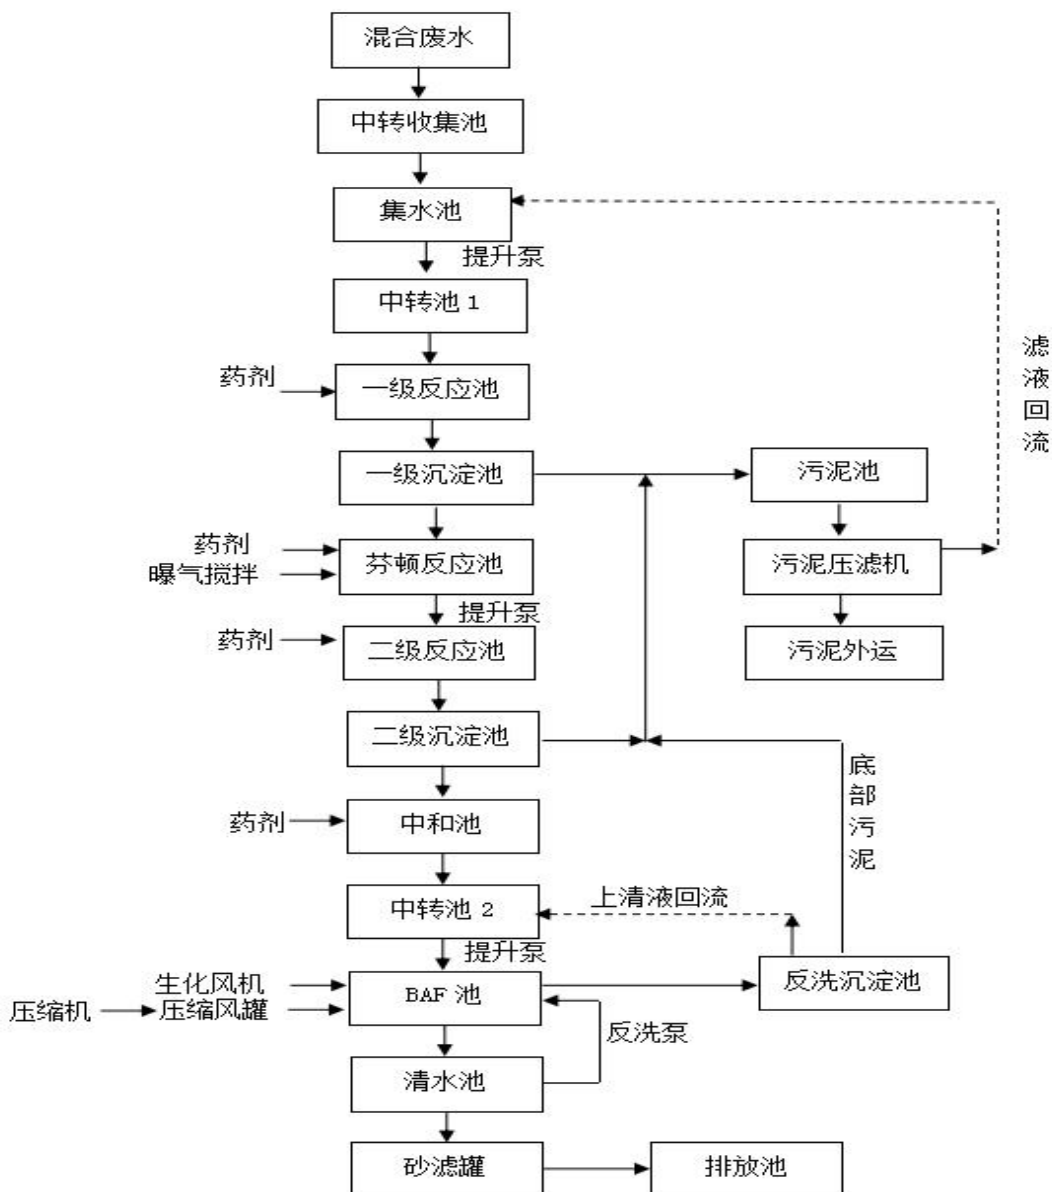 混合废水
中转收集池
集水池
提升泵
中转池 1
滤液回流
药剂
一级反应池
一级沉淀池
污泥池
药剂
曝气搅拌
芬顿反应池
污泥压滤机
提升泵
药剂
二级反应池
污泥外运
二级沉淀池
底部污泥
药剂
中和池
中转池 2
上清液回流
提升泵
生化风机
压缩机
压缩风罐
BAF 池
反洗沉淀池
反洗泵
清水池
砂滤罐
排放池